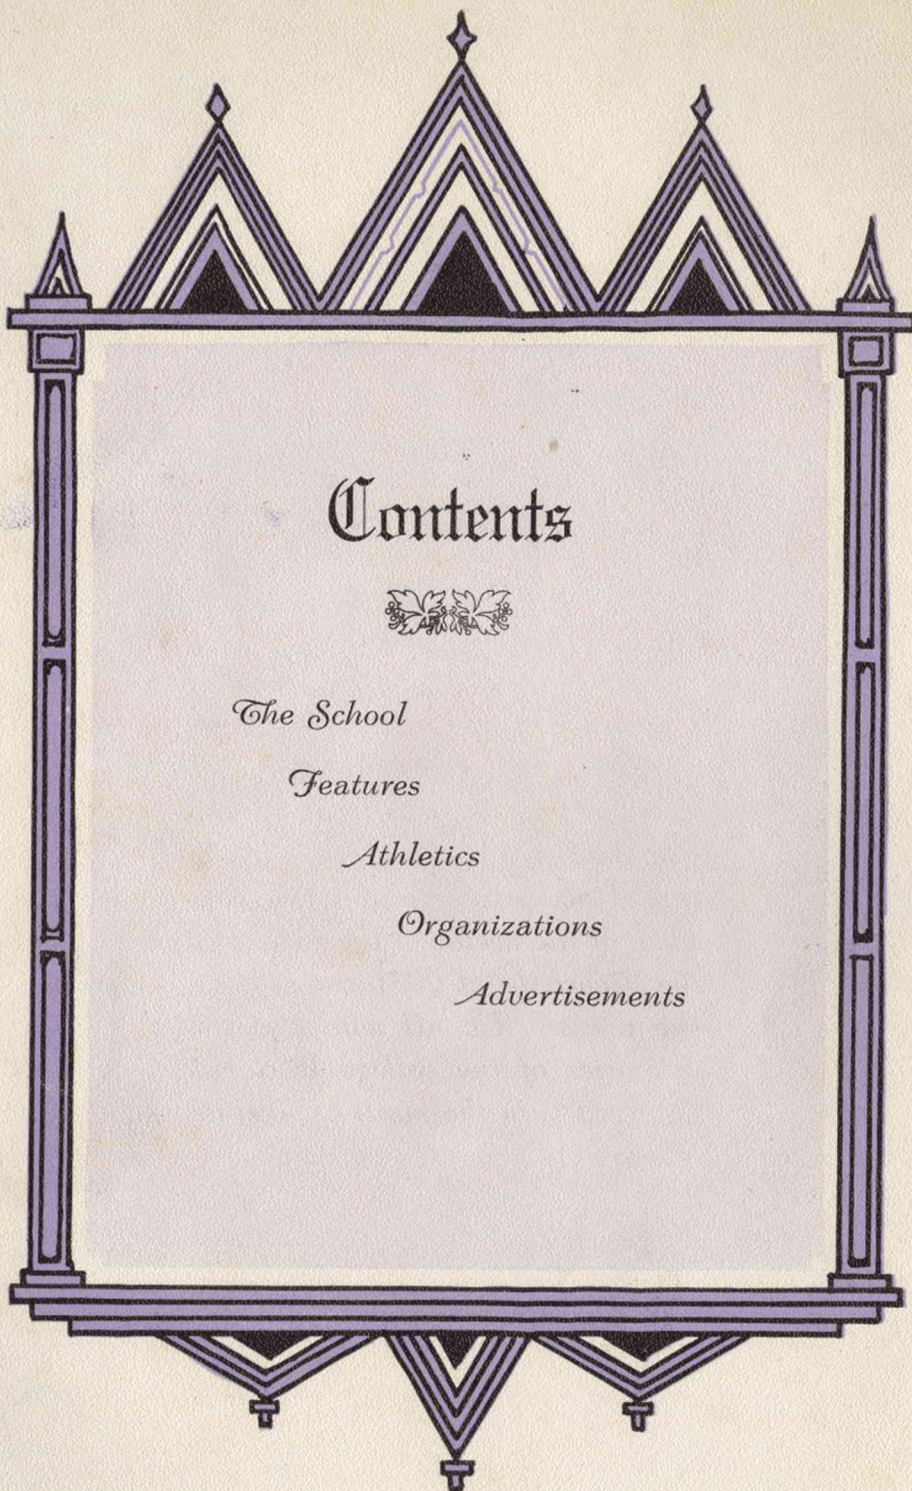 Contents
The School
Features
Athletics
Organizations
Advertisements